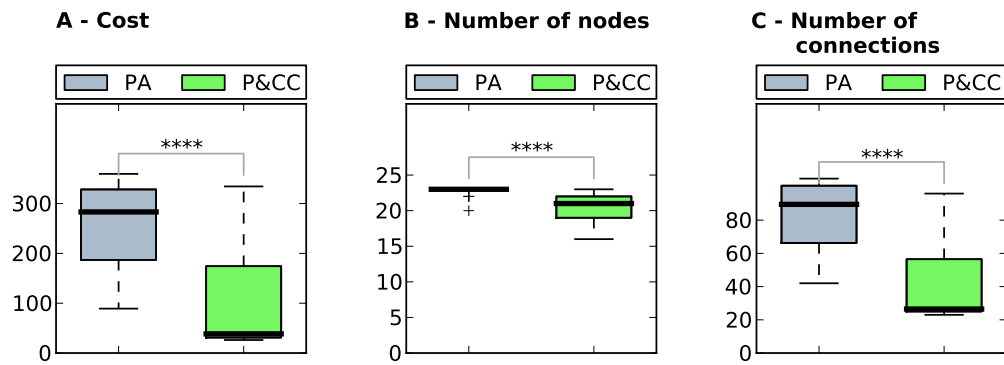 A - Cost
PA P&CC
****
300
200
100
0
B - Number of nodes
PA P&CC
****
25
20
15
10
5
0
C - Number of
connections
PA P&CC
****
80
60
40
20
0